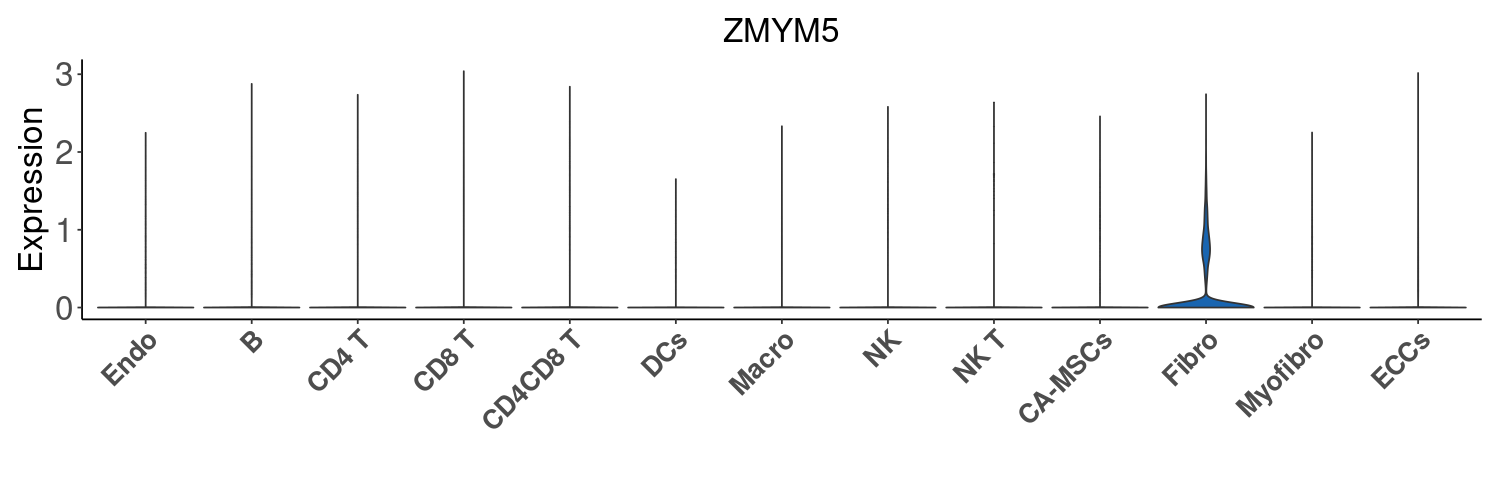 ZMYM5
Expression
3
2
1
0
Endo
B
CD4 T
CD8 T
CD4CD8 T
DCs
Macro
NK
NK T
CA-MSCs
Fibro
Myofibro
ECCs